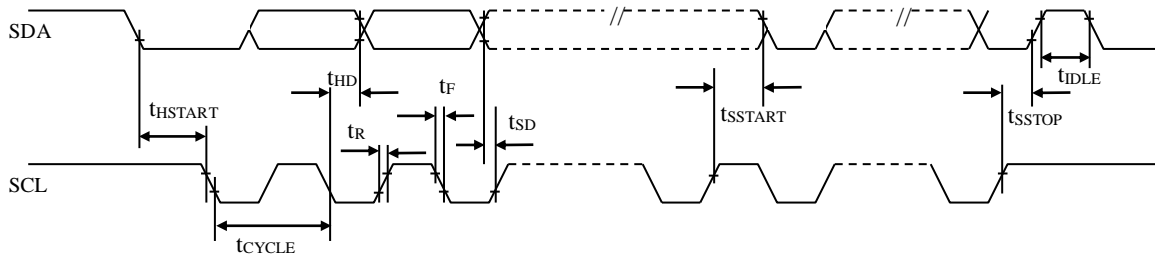 SDA
tHD
tF
tIDLE
tHSTART
tSSTART
tSSTOP
tR
tSD
SCL
tCYCLE